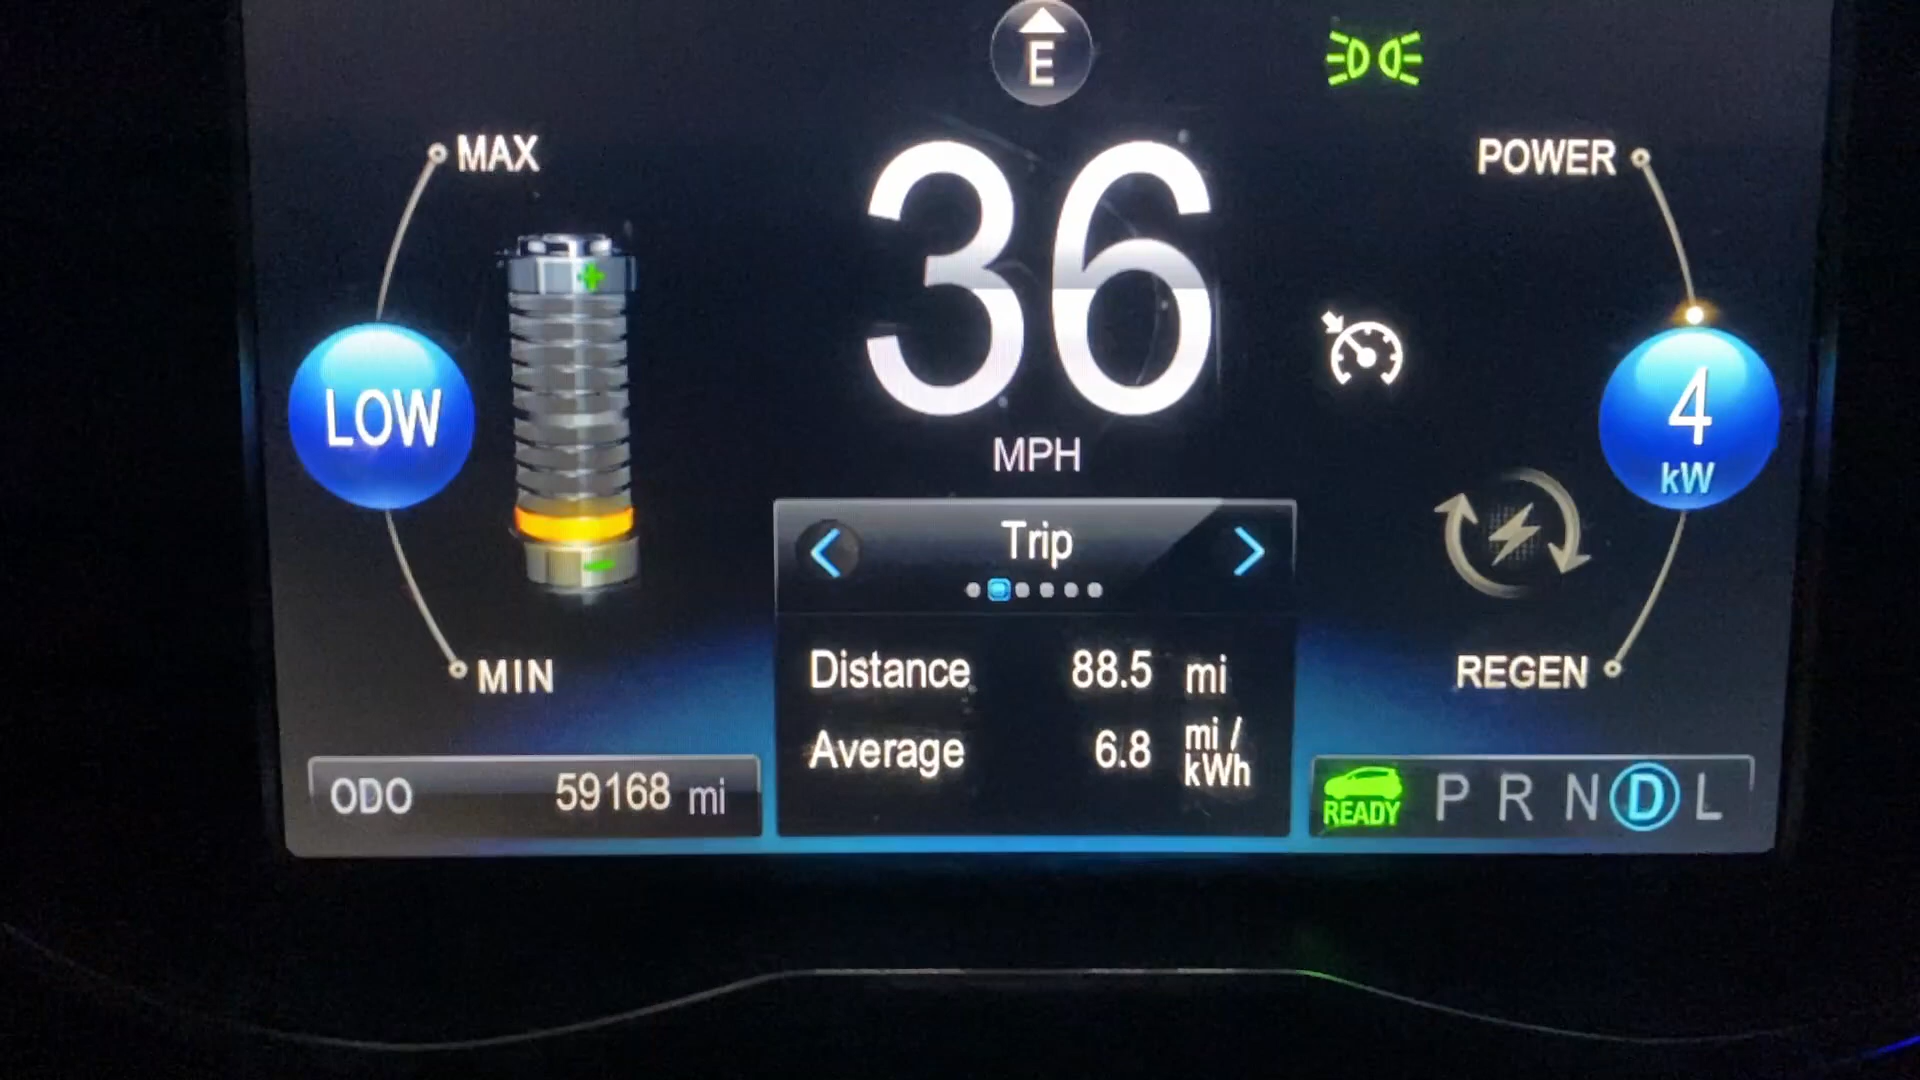 E
MAX
POWER
36
LOW
4
kW
MPH
Trip
MIN
REGEN
Distance 88.5 mi
Average 6.8 mi / kWh
ODO 59168 mi
READY P R N D L